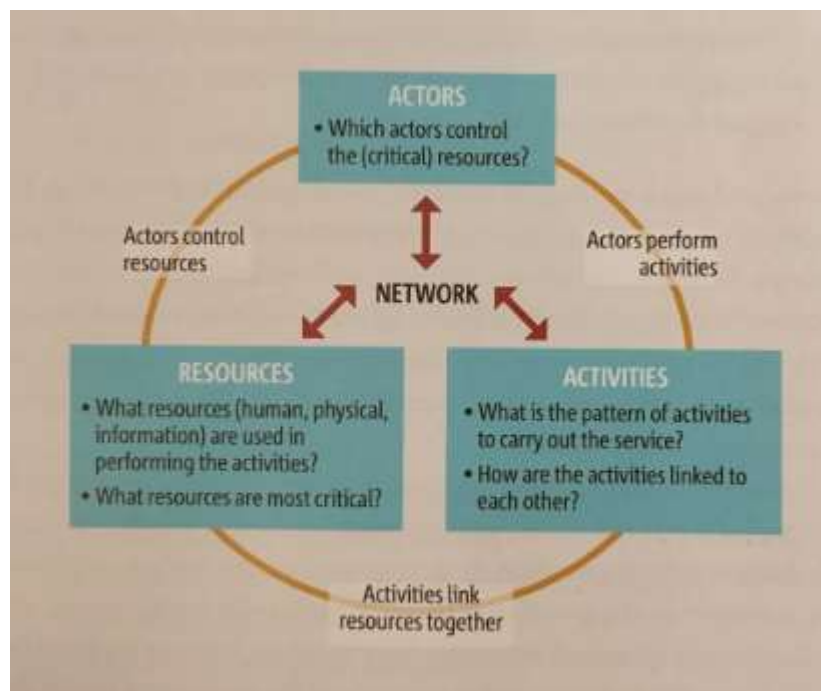 ACTORS
• Which actors control
the (critical) resources?
Actors control
resources
Actors perform
activities
NETWORK
RESOURCES
• What resources (human, physical,
information) are used in
performing the activities?
• What resources are most critical?
ACTIVITIES
• What is the pattern of activities
to carry out the service?
• How are the activities linked to
each other?
Activities link
resources together